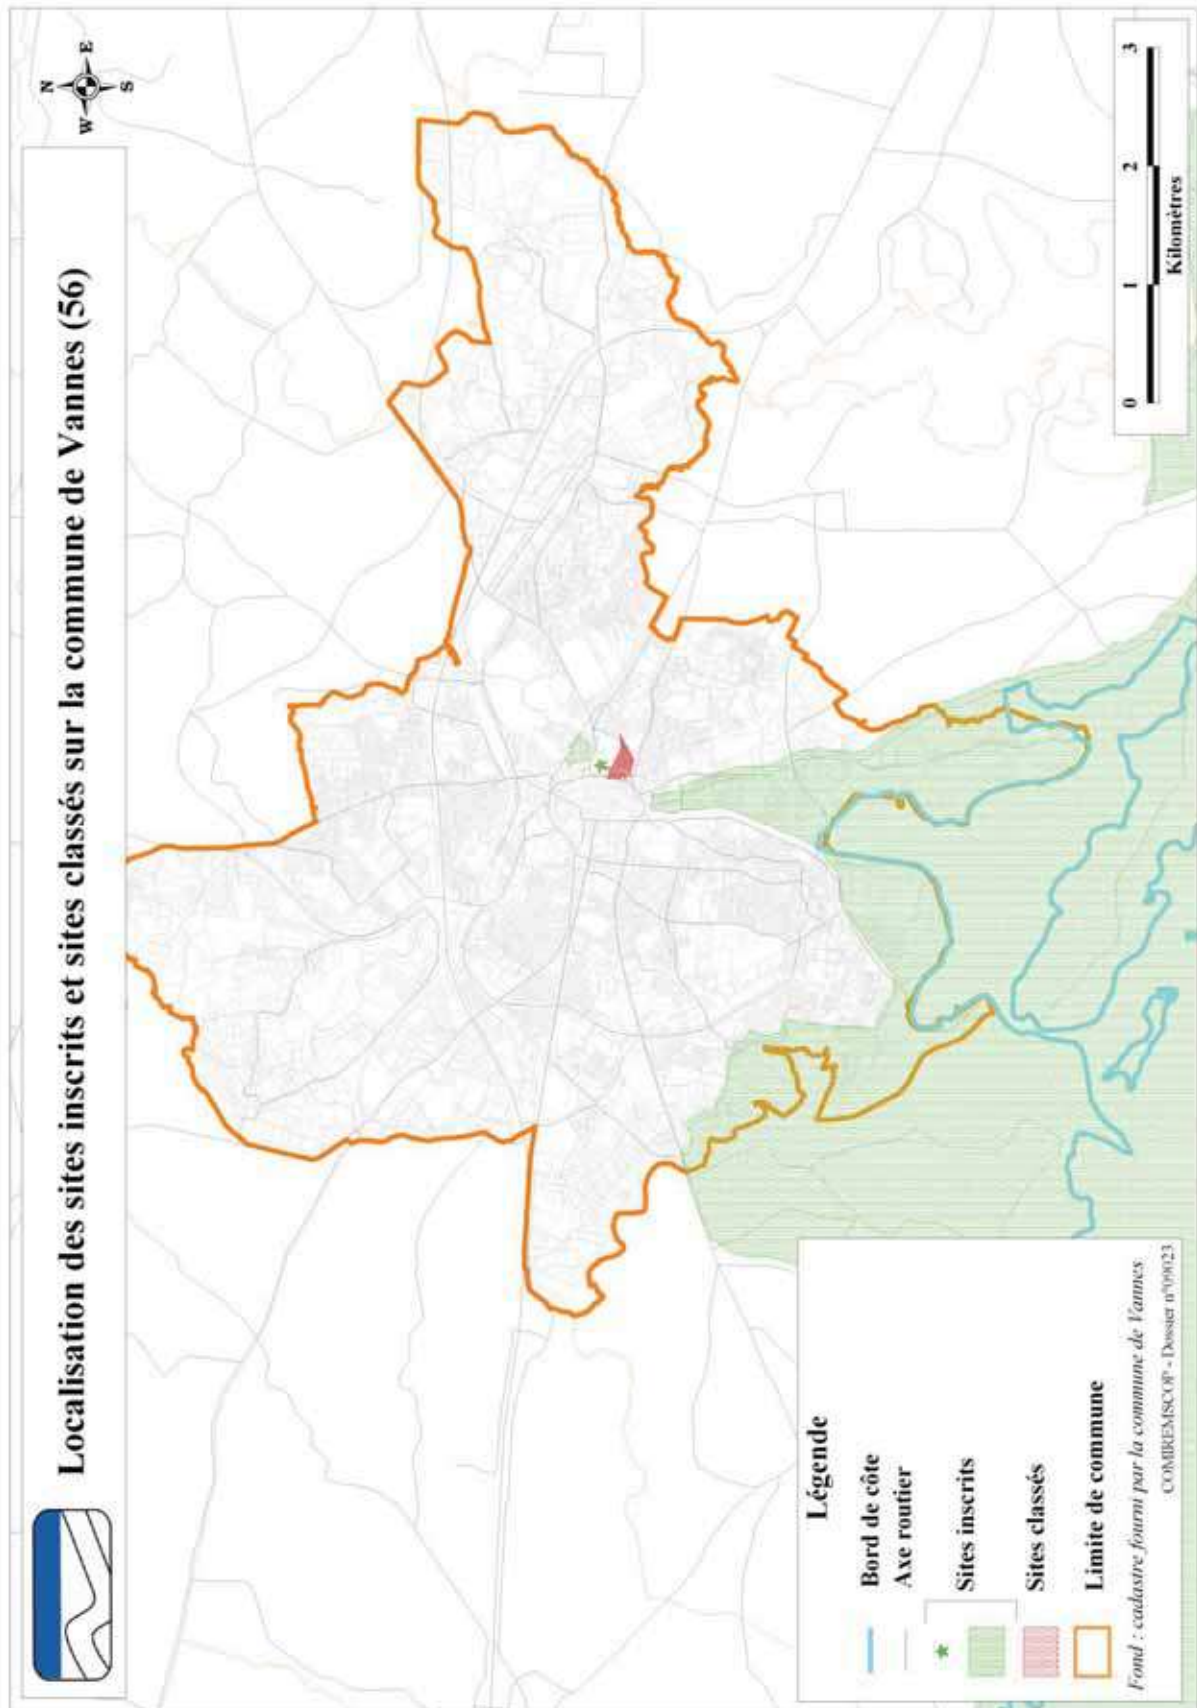 Localisation des sites inscrits et sites classés sur la commune de Vannes (56)
N
W E
S
Légende
Bord de côte
Axe routier
Sites inscrits
Sites classés
Limite de commune
Fond : cadastre fourni par la commune de Vannes
COMIREMSCOP - Dossier n°09023
0 1 2 3
Kilomètres